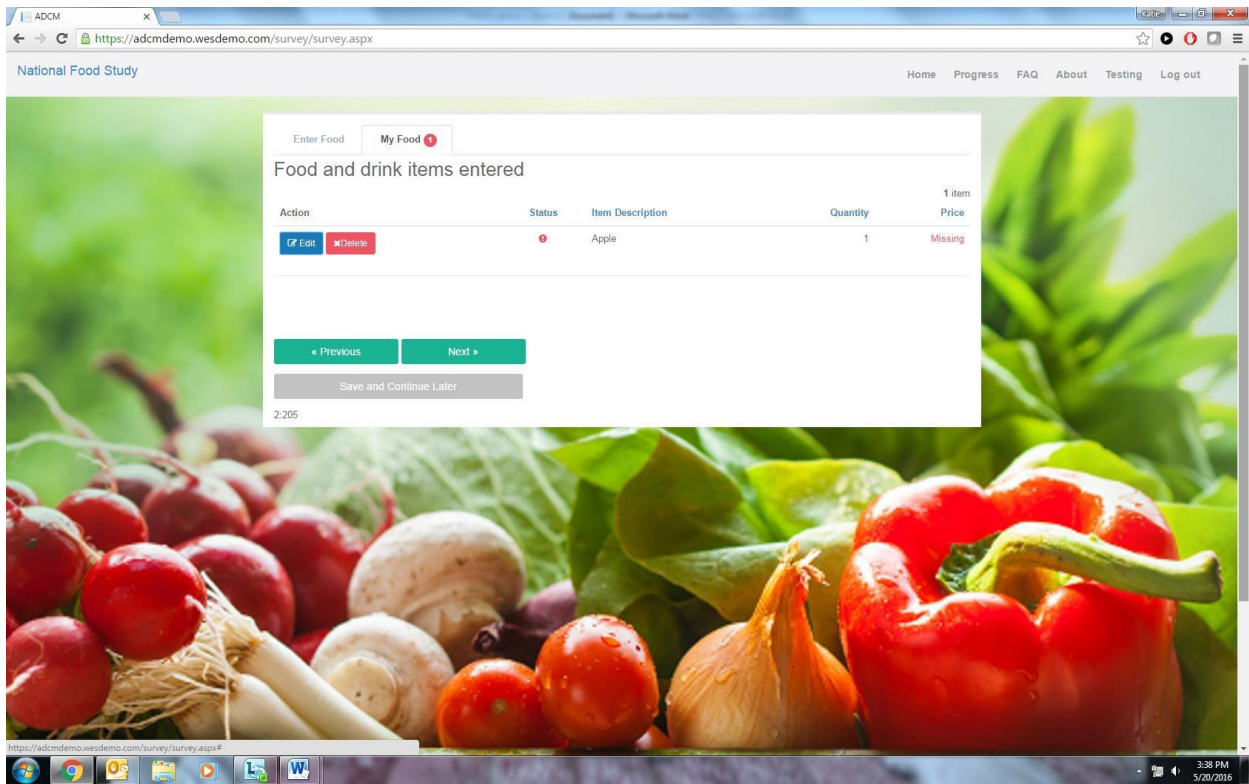 ADCM
Katie
https://adcmdemo.wesdemo.com/survey/survey.aspx
National Food Study
Home Progress FAQ About Testing Log out
Enter Food My Food 1
Food and drink items entered
1 item
Action Status Item Description Quantity Price
Edit Delete Apple 1 Missing
« Previous Next »
Save and Continue Later
2:205
https://adcmdemo.wesdemo.com/survey/survey.aspx#
3:38 PM
5/20/2016